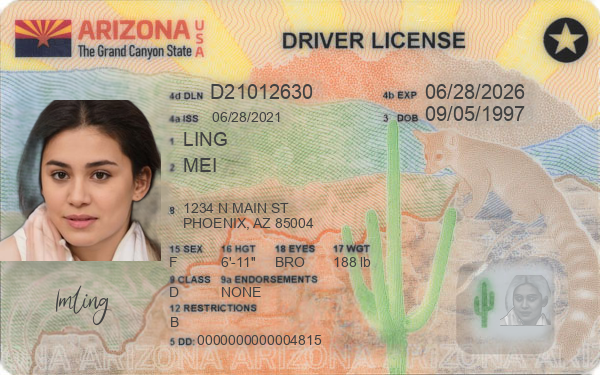 ARIZONA USA
The Grand Canyon State
DRIVER LICENSE
4d DLN D21012630
4b EXP 06/28/2026
4a ISS 06/28/2021
3 DOB 09/05/1997
1 LING
2 MEI
8 1234 N MAIN ST
PHOENIX, AZ 85004
15 SEX 16 HGT 18 EYES 17 WGT
F 6'-11" BRO 188 lb
9 CLASS 9a ENDORSEMENTS
D NONE
12 RESTRICTIONS
B
5 DD: 0000000000004815
lmling
ARIZONA ARIZONA ARIZONA ARIZONA